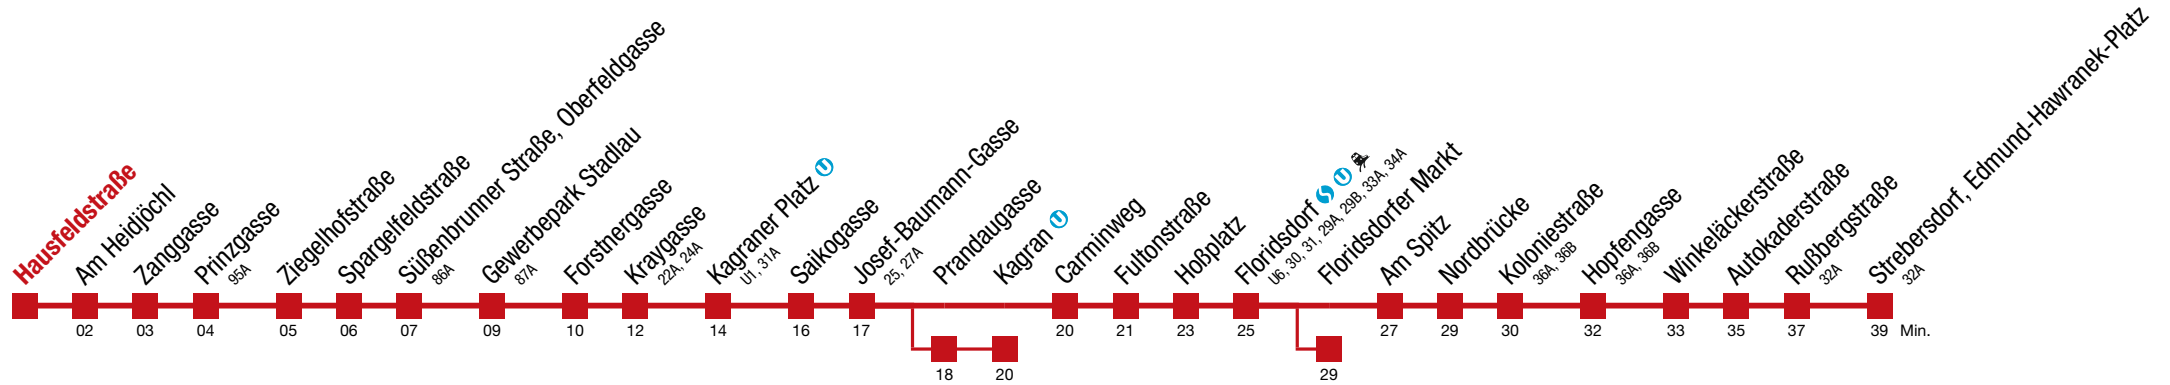 Hausfeldstraße
Am Heidjöchl
Zanggasse
Prinzgasse
95A
Ziegelhofstraße
Spargelfeldstraße
Süßenbrunner Straße, Oberfeldgasse
86A
Gewerbepark Stadlau
87A
Forstnergasse
Kraygasse
22A, 24A
Kagraner Platz U
U1, 31A
Saikogasse
Josef-Baumann-Gasse
25, 27A
Prandaugasse
Kagran U
Carminweg
Fultonstraße
Hoßplatz
Floridsdorf S U
U6, 30, 31, 29A, 29B, 33A, 34A
Floridsdorfer Markt
Am Spitz
Nordbrücke
Koloniestraße
36A, 36B
Hopfengasse
36A, 36B
Winkeläckerstraße
Autokaderstraße
Rußbergstraße
32A
Strebersdorf, Edmund-Hawranek-Platz
32A
02 03 04 05 06 07 09 10 12 14 16 17 20 21 23 25 27 29 30 32 33 35 37 39 Min.
18 20 29